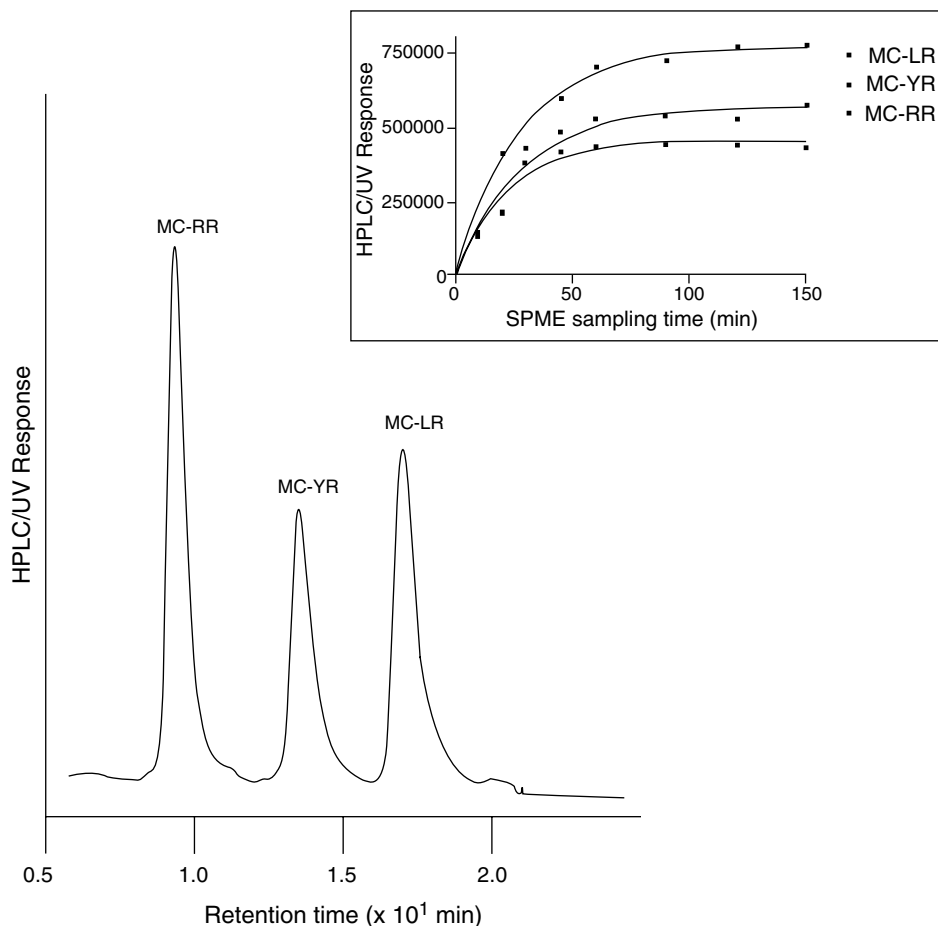 750000
500000
250000
0
HPLC/UV Response
0
50
100
150
SPME sampling time (min)
MC-LR
MC-YR
MC-RR
HPLC/UV Response
MC-RR
MC-YR
MC-LR
0.5
1.0
1.5
2.0
Retention time (x 10¹ min)